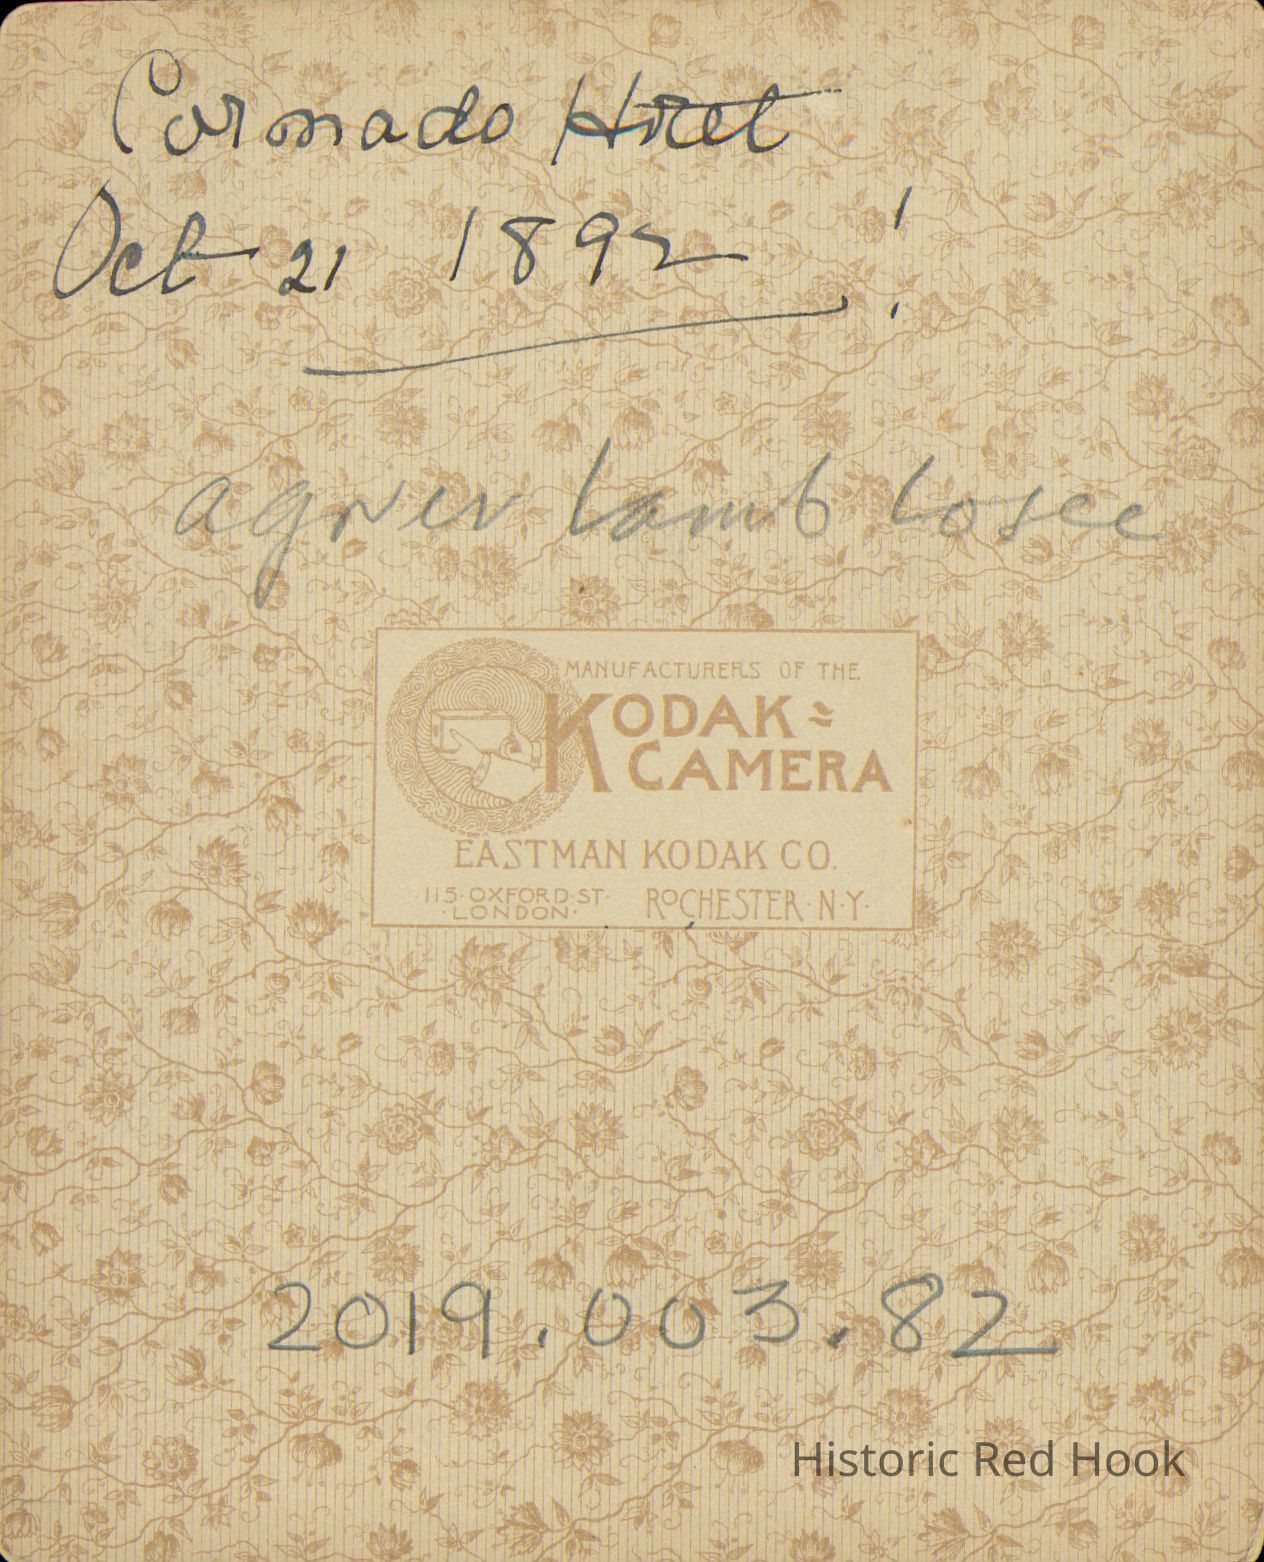 Coronado Hotel
Oct 21 1892 !
agnes lamb losee
MANUFACTURERS OF THE
KODAK
CAMERA
EASTMAN KODAK CO.
115·OXFORD·ST· LONDON· ROCHESTER·N·Y·
2019.003.82
Historic Red Hook